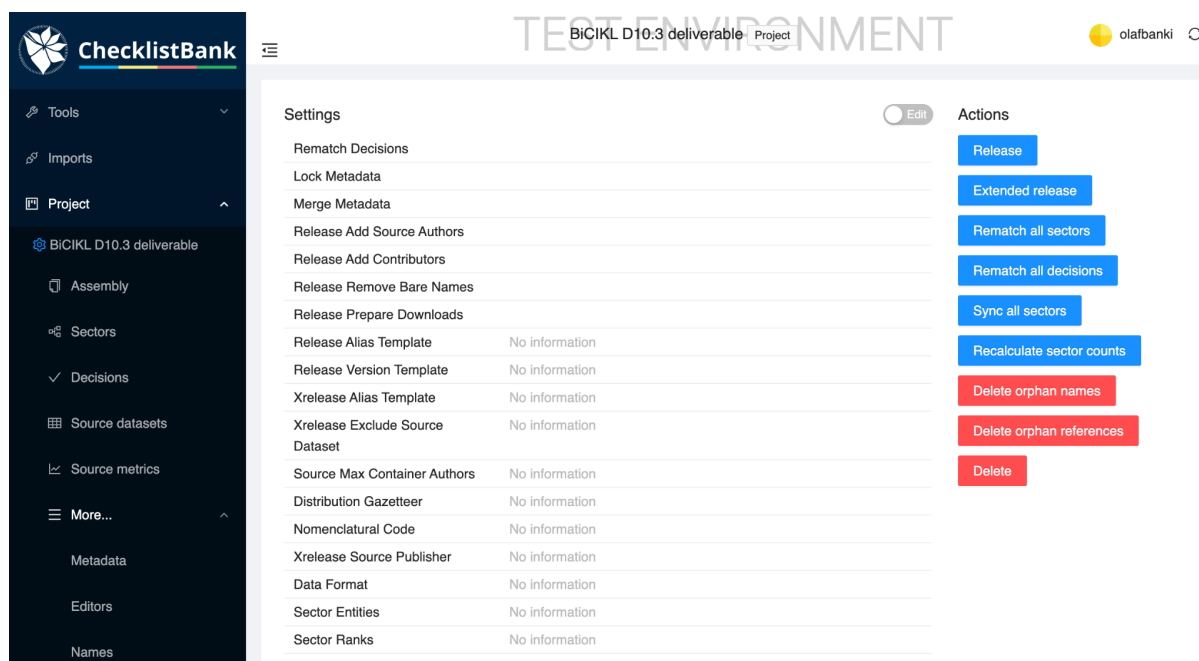 ChecklistBank
Tools
Imports
Project
BiCIKL D10.3 deliverable
Assembly
Sectors
Decisions
Source datasets
Source metrics
More...
Metadata
Editors
Names
TEST ENVIRONMENT
BiCIKL D10.3 deliverable Project
olafbanki
Settings
Edit
Rematch Decisions
Lock Metadata
Merge Metadata
Release Add Source Authors
Release Add Contributors
Release Remove Bare Names
Release Prepare Downloads
Release Alias Template No information
Release Version Template No information
Xrelease Alias Template No information
Xrelease Exclude Source No information
Dataset
Source Max Container Authors No information
Distribution Gazetteer No information
Nomenclatural Code No information
Xrelease Source Publisher No information
Data Format No information
Sector Entities No information
Sector Ranks No information
Actions
Release
Extended release
Rematch all sectors
Rematch all decisions
Sync all sectors
Recalculate sector counts
Delete orphan names
Delete orphan references
Delete